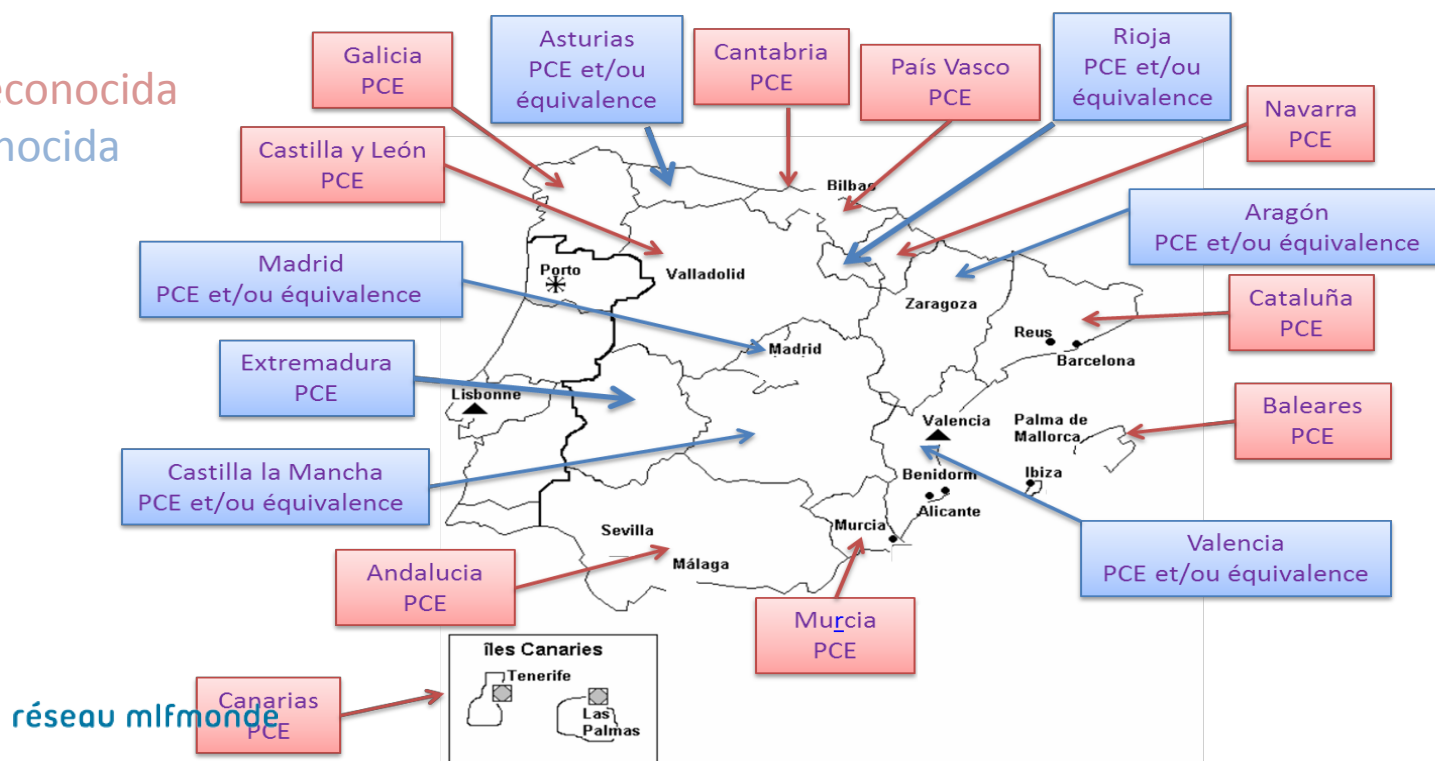 Galicia
PCE
Asturias
PCE et/ou
équivalence
Cantabria
PCE
País Vasco
PCE
Rioja
PCE et/ou
équivalence
Navarra
PCE
econocida
nocida
Castilla y León
PCE
Bilbao
Aragón
PCE et/ou équivalence
Madrid
PCE et/ou équivalence
Porto
Valladolid
Zaragoza
Cataluña
PCE
Reus
Barcelona
Madrid
Extremadura
PCE
Lisbonne
Valencia
Palma de
Mallorca
Baleares
PCE
Castilla la Mancha
PCE et/ou équivalence
Benidorm
Ibiza
Alicante
Sevilla
Murcia
Málaga
Valencia
PCE et/ou équivalence
Andalucia
PCE
Murcia
PCE
îles Canaries
Tenerife
Las
Palmas
Canarias
PCE
réseau mlfmonde